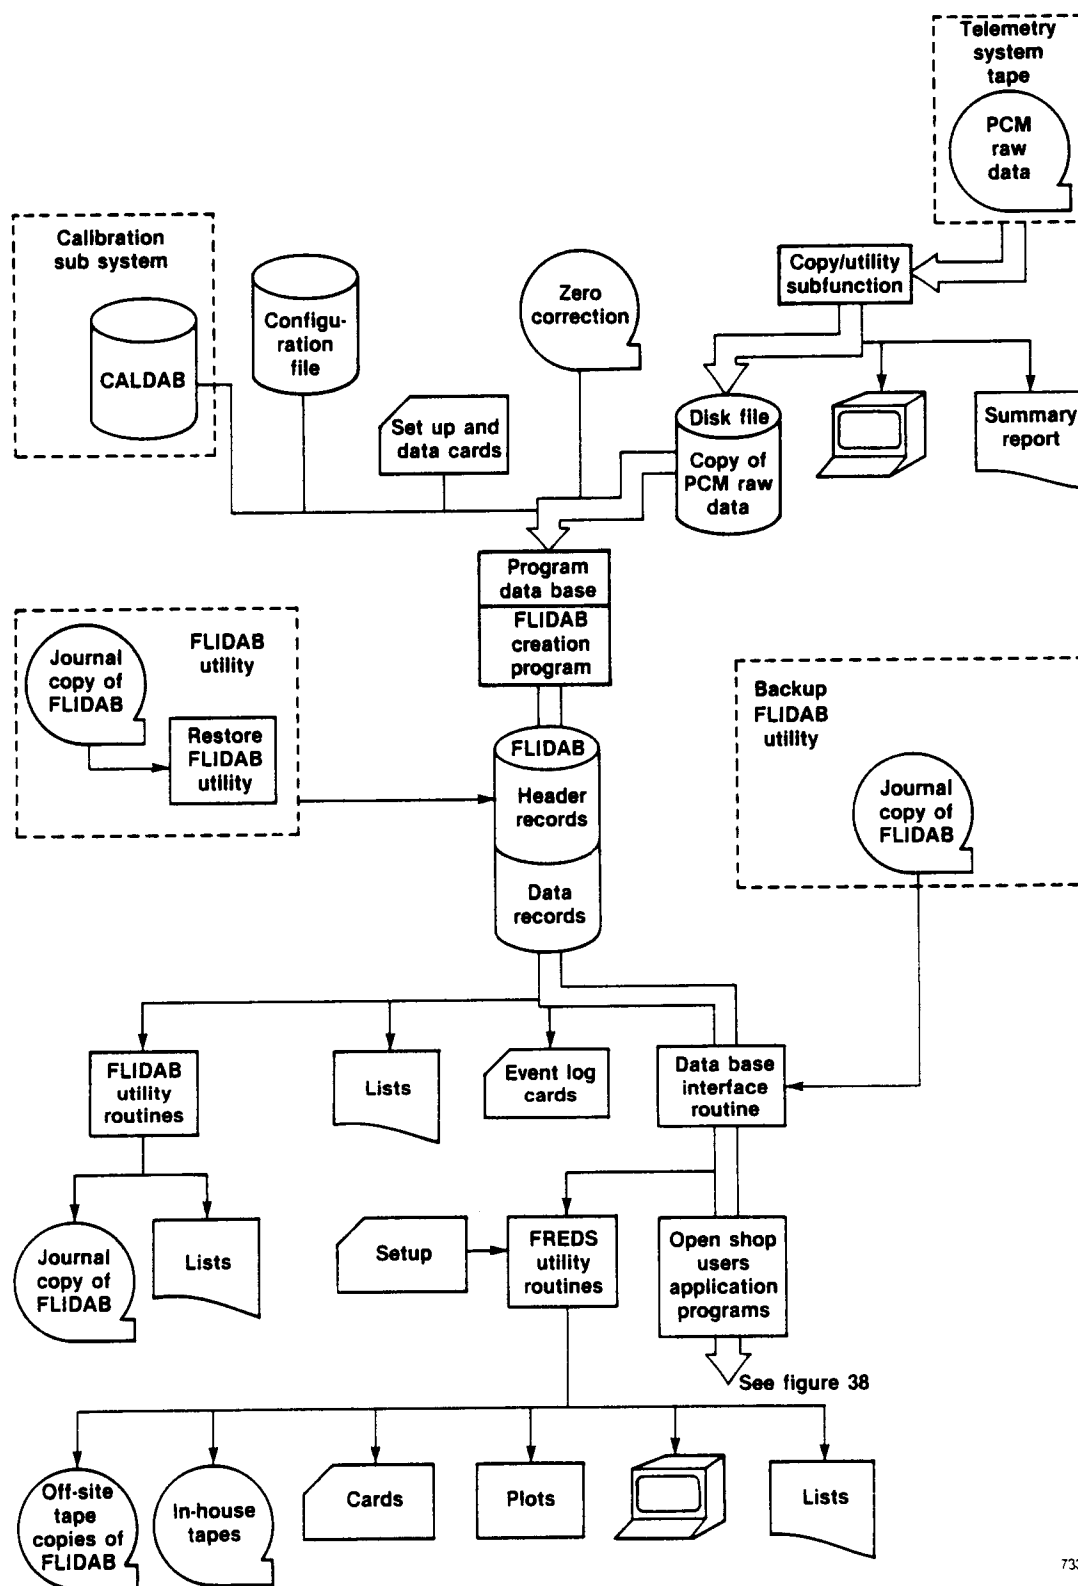 Telemetry
system
tape
PCM
raw
data
Calibration
sub system
CALDAB
Configu-
ration
file
Zero
correction
Copy/utility
subfunction
Set up and
data cards
Disk file
Copy of
PCM raw
data
Summary
report
Program
data base
FLIDAB
creation
program
Journal
copy of
FLIDAB
FLIDAB
utility
Restore
FLIDAB
utility
FLIDAB
Header
records
Data
records
Backup
FLIDAB
utility
Journal
copy of
FLIDAB
FLIDAB
utility
routines
Lists
Event log
cards
Data base
interface
routine
Journal
copy of
FLIDAB
Lists
Setup
FREDS
utility
routines
Open shop
users
application
programs
See figure 38
Off-site
tape
copies of
FLIDAB
In-house
tapes
Cards
Plots
Lists
733